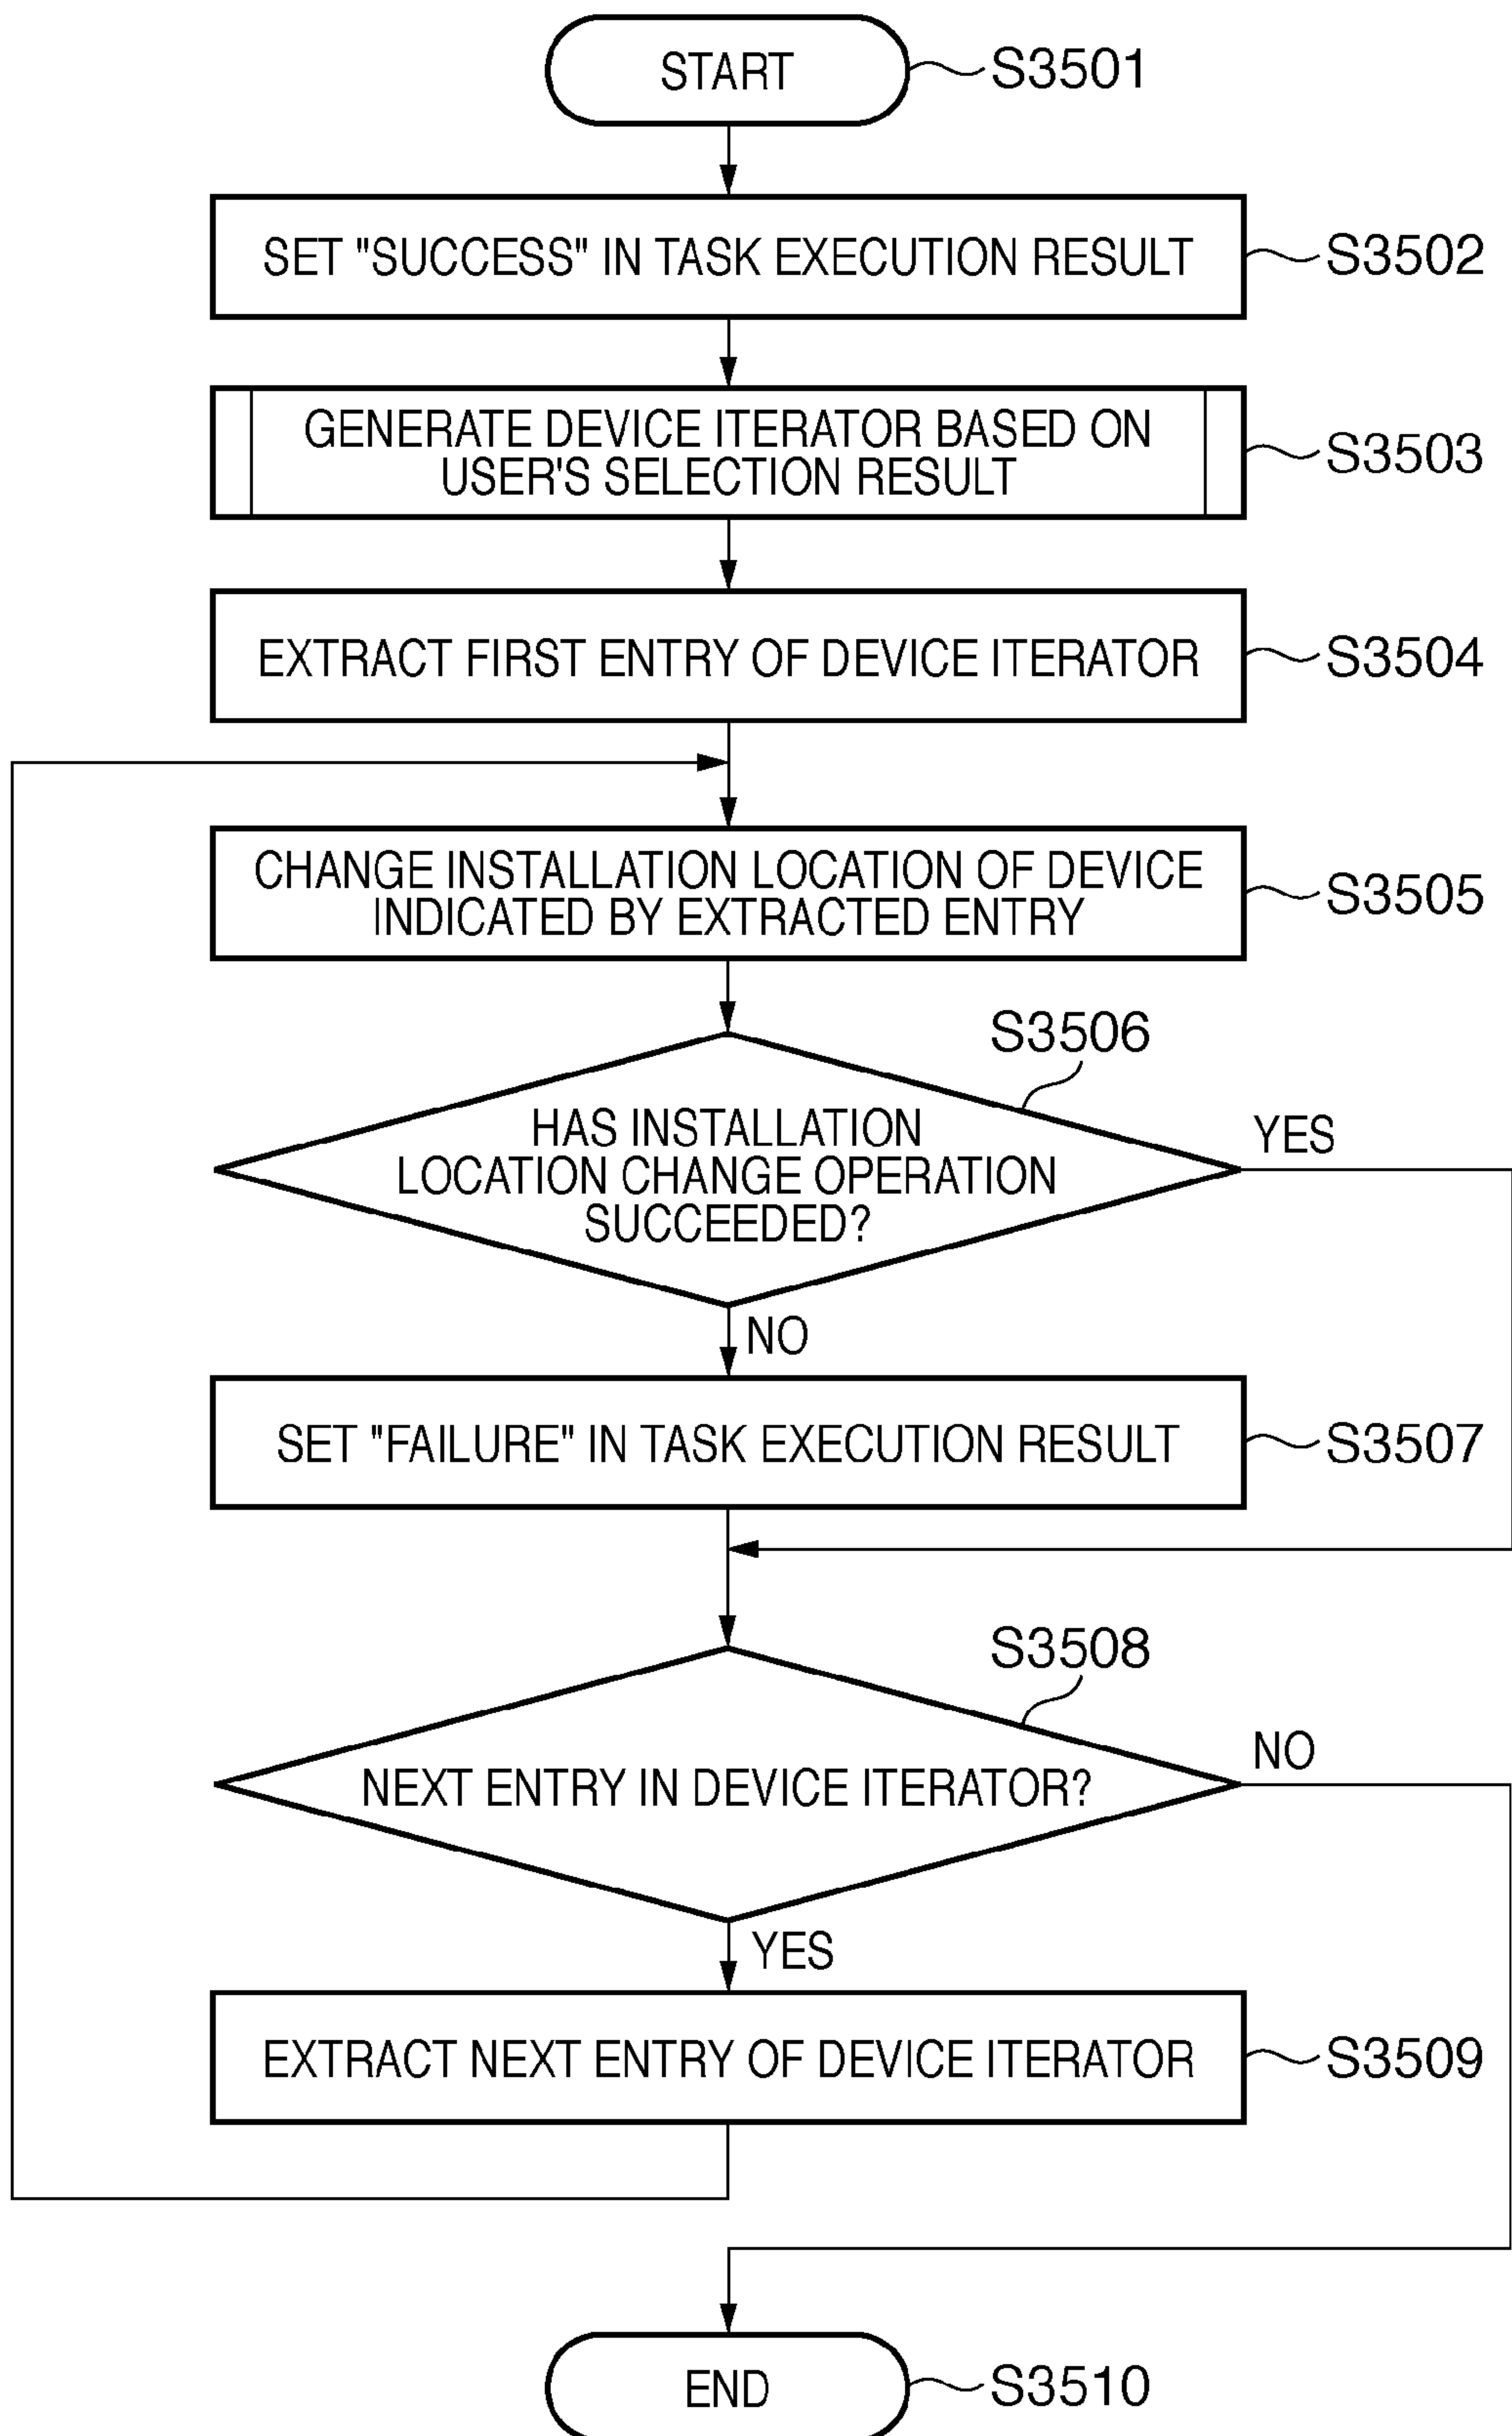 START
S3501
SET "SUCCESS" IN TASK EXECUTION RESULT
S3502
GENERATE DEVICE ITERATOR BASED ON
USER'S SELECTION RESULT
S3503
EXTRACT FIRST ENTRY OF DEVICE ITERATOR
S3504
CHANGE INSTALLATION LOCATION OF DEVICE
INDICATED BY EXTRACTED ENTRY
S3505
S3506
HAS INSTALLATION
LOCATION CHANGE OPERATION
SUCCEEDED?
YES
NO
SET "FAILURE" IN TASK EXECUTION RESULT
S3507
S3508
NEXT ENTRY IN DEVICE ITERATOR?
NO
YES
EXTRACT NEXT ENTRY OF DEVICE ITERATOR
S3509
END
S3510